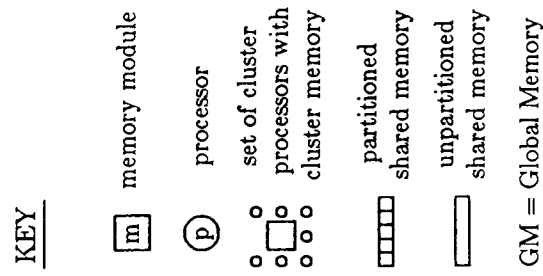 KEY
m memory module
p processor
set of cluster
processors with
cluster memory
partitioned
shared memory
unpartitioned
shared memory
GM = Global Memory